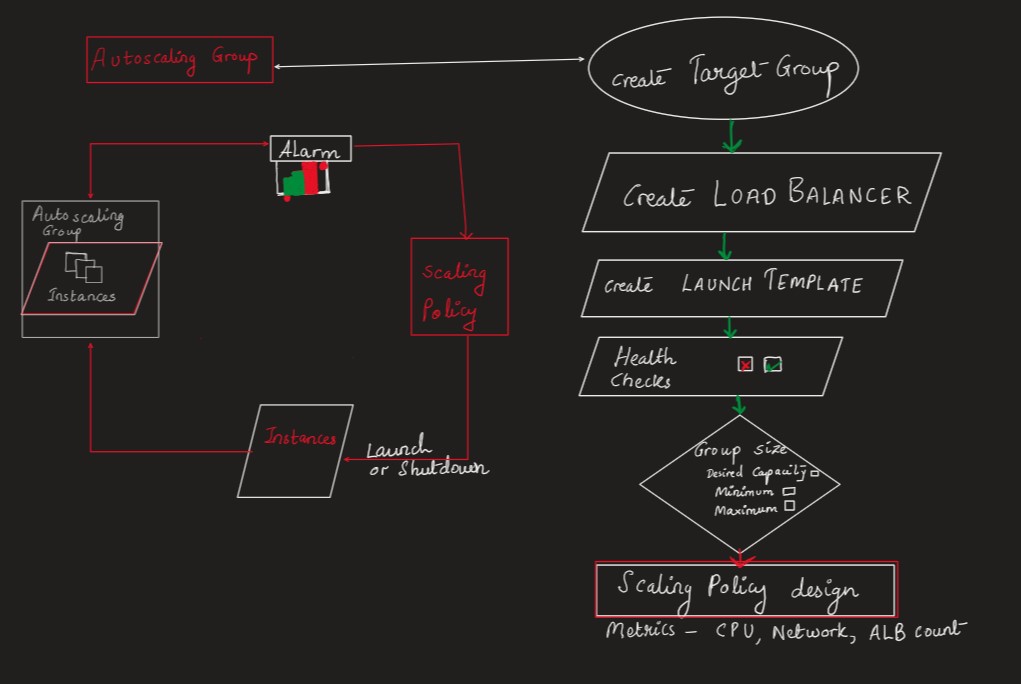 Autoscaling Group
create Target Group
ALarm
Create LOAD BALANCER
Autoscaling
Group
Instances
create LAUNCH TEMPLATE
Scaling
Policy
Health
Checks
Instances
Launch
or Shutdown
Group size
Desired Capacity
Minimum
Maximum
Scaling Policy design
Metrics - CPU, Network, ALB count